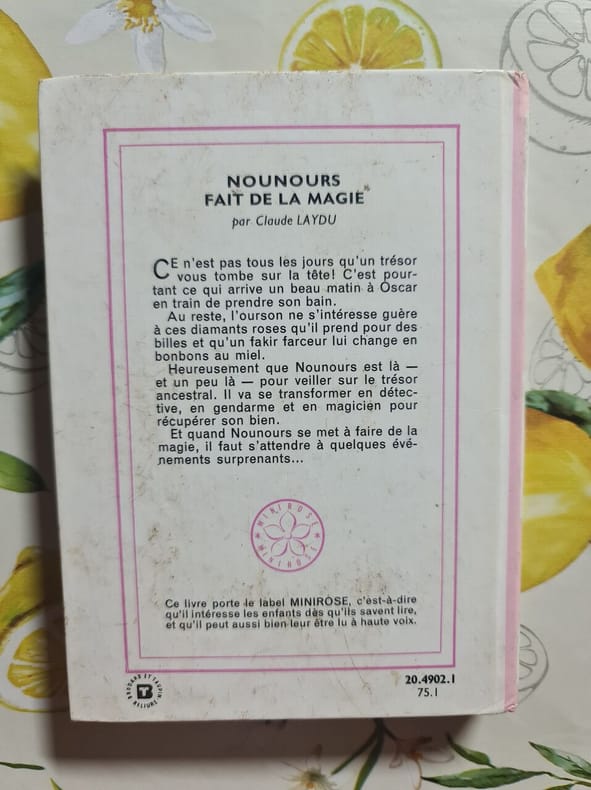 NOUNOURS
FAIT DE LA MAGIE
par Claude LAYDU
CE n'est pas tous les jours qu'un trésor
vous tombe sur la tête! C'est pour-
tant ce qui arrive un beau matin à Oscar
en train de prendre son bain.
Au reste, l'ourson ne s'intéresse guère
à ces diamants roses qu'il prend pour des
billes et qu'un fakir farceur lui change en
bonbons au miel.
Heureusement que Nounours est là —
et un peu là — pour veiller sur le trésor
ancestral. Il va se transformer en détec-
tive, en gendarme et en magicien pour
récupérer son bien.
Et quand Nounours se met à faire de la
magie, il faut s'attendre à quelques évé-
nements surprenants...
MINIROSE
MINIROSE
Ce livre porte le label MINIROSE, c'est-à-dire
qu'il intéresse les enfants dès qu'ils savent lire,
et qu'il peut aussi bien leur être lu à haute voix.
BRODARD ET TAUPIN
RELIURE
20.4902.1
75.1